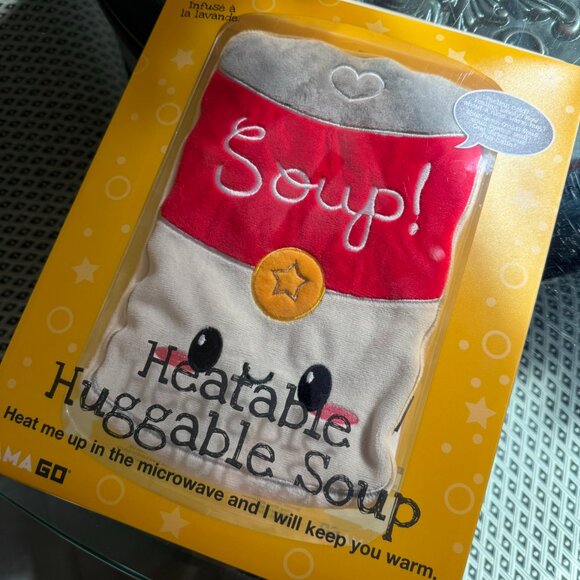 Infusé à
la lavande
Soup!
Heatable
Huggable Soup
Heat me up in the microwave and I will keep you warm.
AMA GO